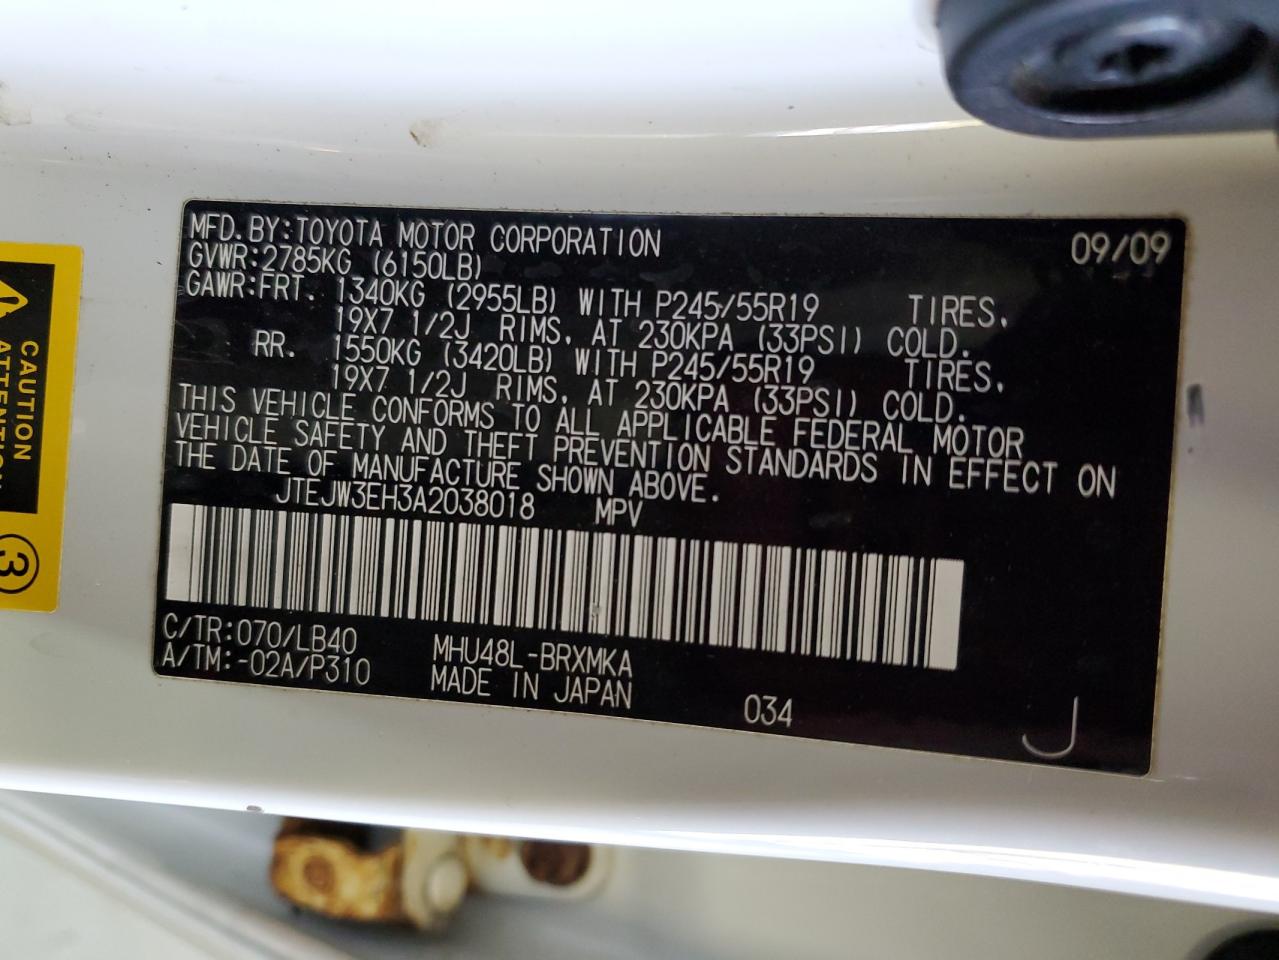 MFD.BY:TOYOTA MOTOR CORPORATION 09/09
GVWR:2785KG (6150LB)
GAWR:FRT. 1340KG (2955LB) WITH P245/55R19 TIRES,
19X7 1/2J RIMS, AT 230KPA (33PSI) COLD.
RR. 1550KG (3420LB) WITH P245/55R19 TIRES,
19X7 1/2J RIMS, AT 230KPA (33PSI) COLD.
THIS VEHICLE CONFORMS TO ALL APPLICABLE FEDERAL MOTOR
VEHICLE SAFETY AND THEFT PREVENTION STANDARDS IN EFFECT ON
THE DATE OF MANUFACTURE SHOWN ABOVE.
JTEJW3EH3A2038018 MPV
C/TR:070/LB40 MHU48L-BRXMKA
A/TM:-02A/P310 MADE IN JAPAN 034 J
CAUTION
ATTENTION
3